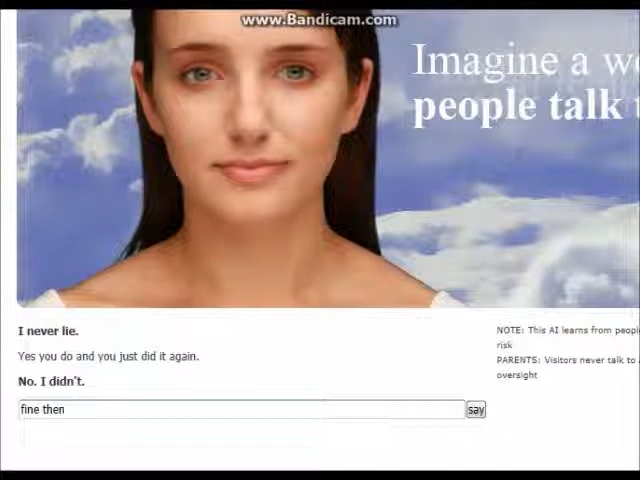 www.Bandicam.com
Imagine a w
people talk
I never lie.
Yes you do and you just did it again.
No. I didn't.
fine then
say
NOTE: This AI learns from people
risk
PARENTS: Visitors never talk to a
oversight